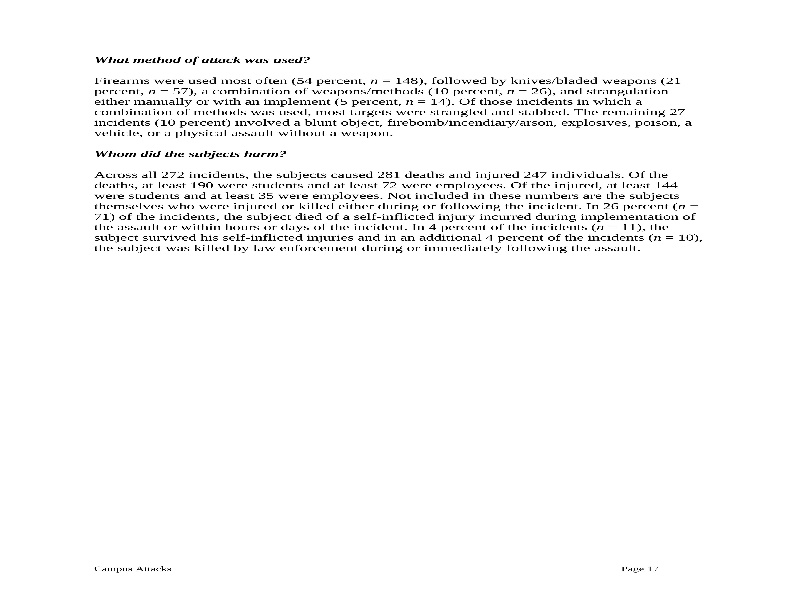 What method of attack was used?
Firearms were used most often (54 percent, n = 148), followed by knives/bladed weapons (21
percent, n = 57), a combination of weapons/methods (10 percent, n = 26), and strangulation
either manually or with an implement (5 percent, n = 14). Of those incidents in which a
combination of methods was used, most targets were strangled and stabbed. The remaining 27
incidents (10 percent) involved a blunt object, firebomb/incendiary/arson, explosives, poison, a
vehicle, or a physical assault without a weapon.
Whom did the subjects harm?
Across all 272 incidents, the subjects caused 281 deaths and injured 247 individuals. Of the
deaths, at least 190 were students and at least 72 were employees. Of the injured, at least 144
were students and at least 35 were employees. Not included in these numbers are the subjects
themselves who were injured or killed either during or following the incident. In 26 percent (n =
71) of the incidents, the subject died of a self-inflicted injury incurred during implementation of
the assault or within hours or days of the incident. In 4 percent of the incidents (n = 11), the
subject survived his self-inflicted injuries and in an additional 4 percent of the incidents (n = 10),
the subject was killed by law enforcement during or immediately following the assault.
Campus Attacks Page 17